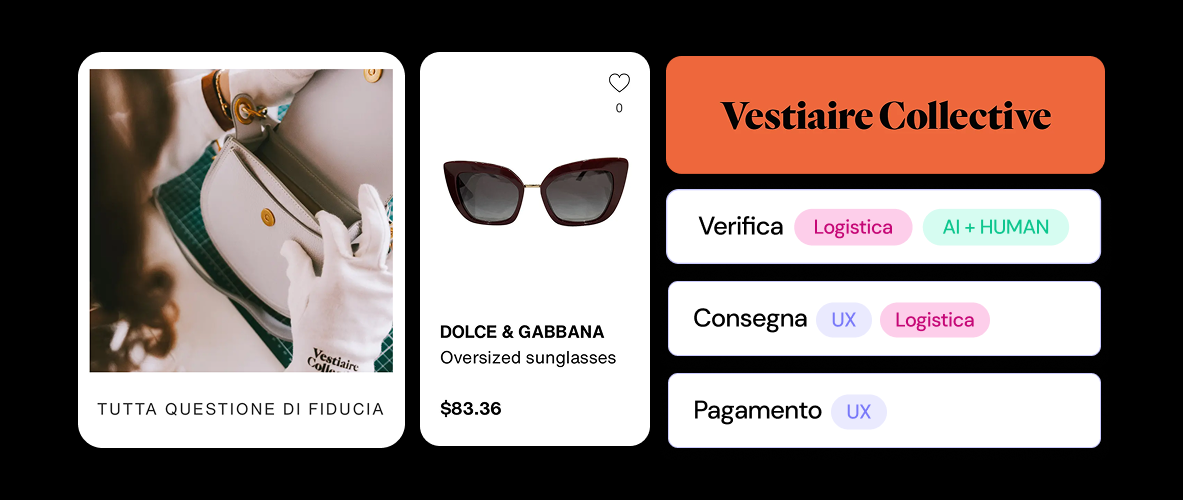 Vestiaire
TUTTA QUESTIONE DI FIDUCIA
0
DOLCE & GABBANA
Oversized sunglasses
$83.36
Vestiaire Collective
Verifica Logistica AI + HUMAN
Consegna UX Logistica
Pagamento UX